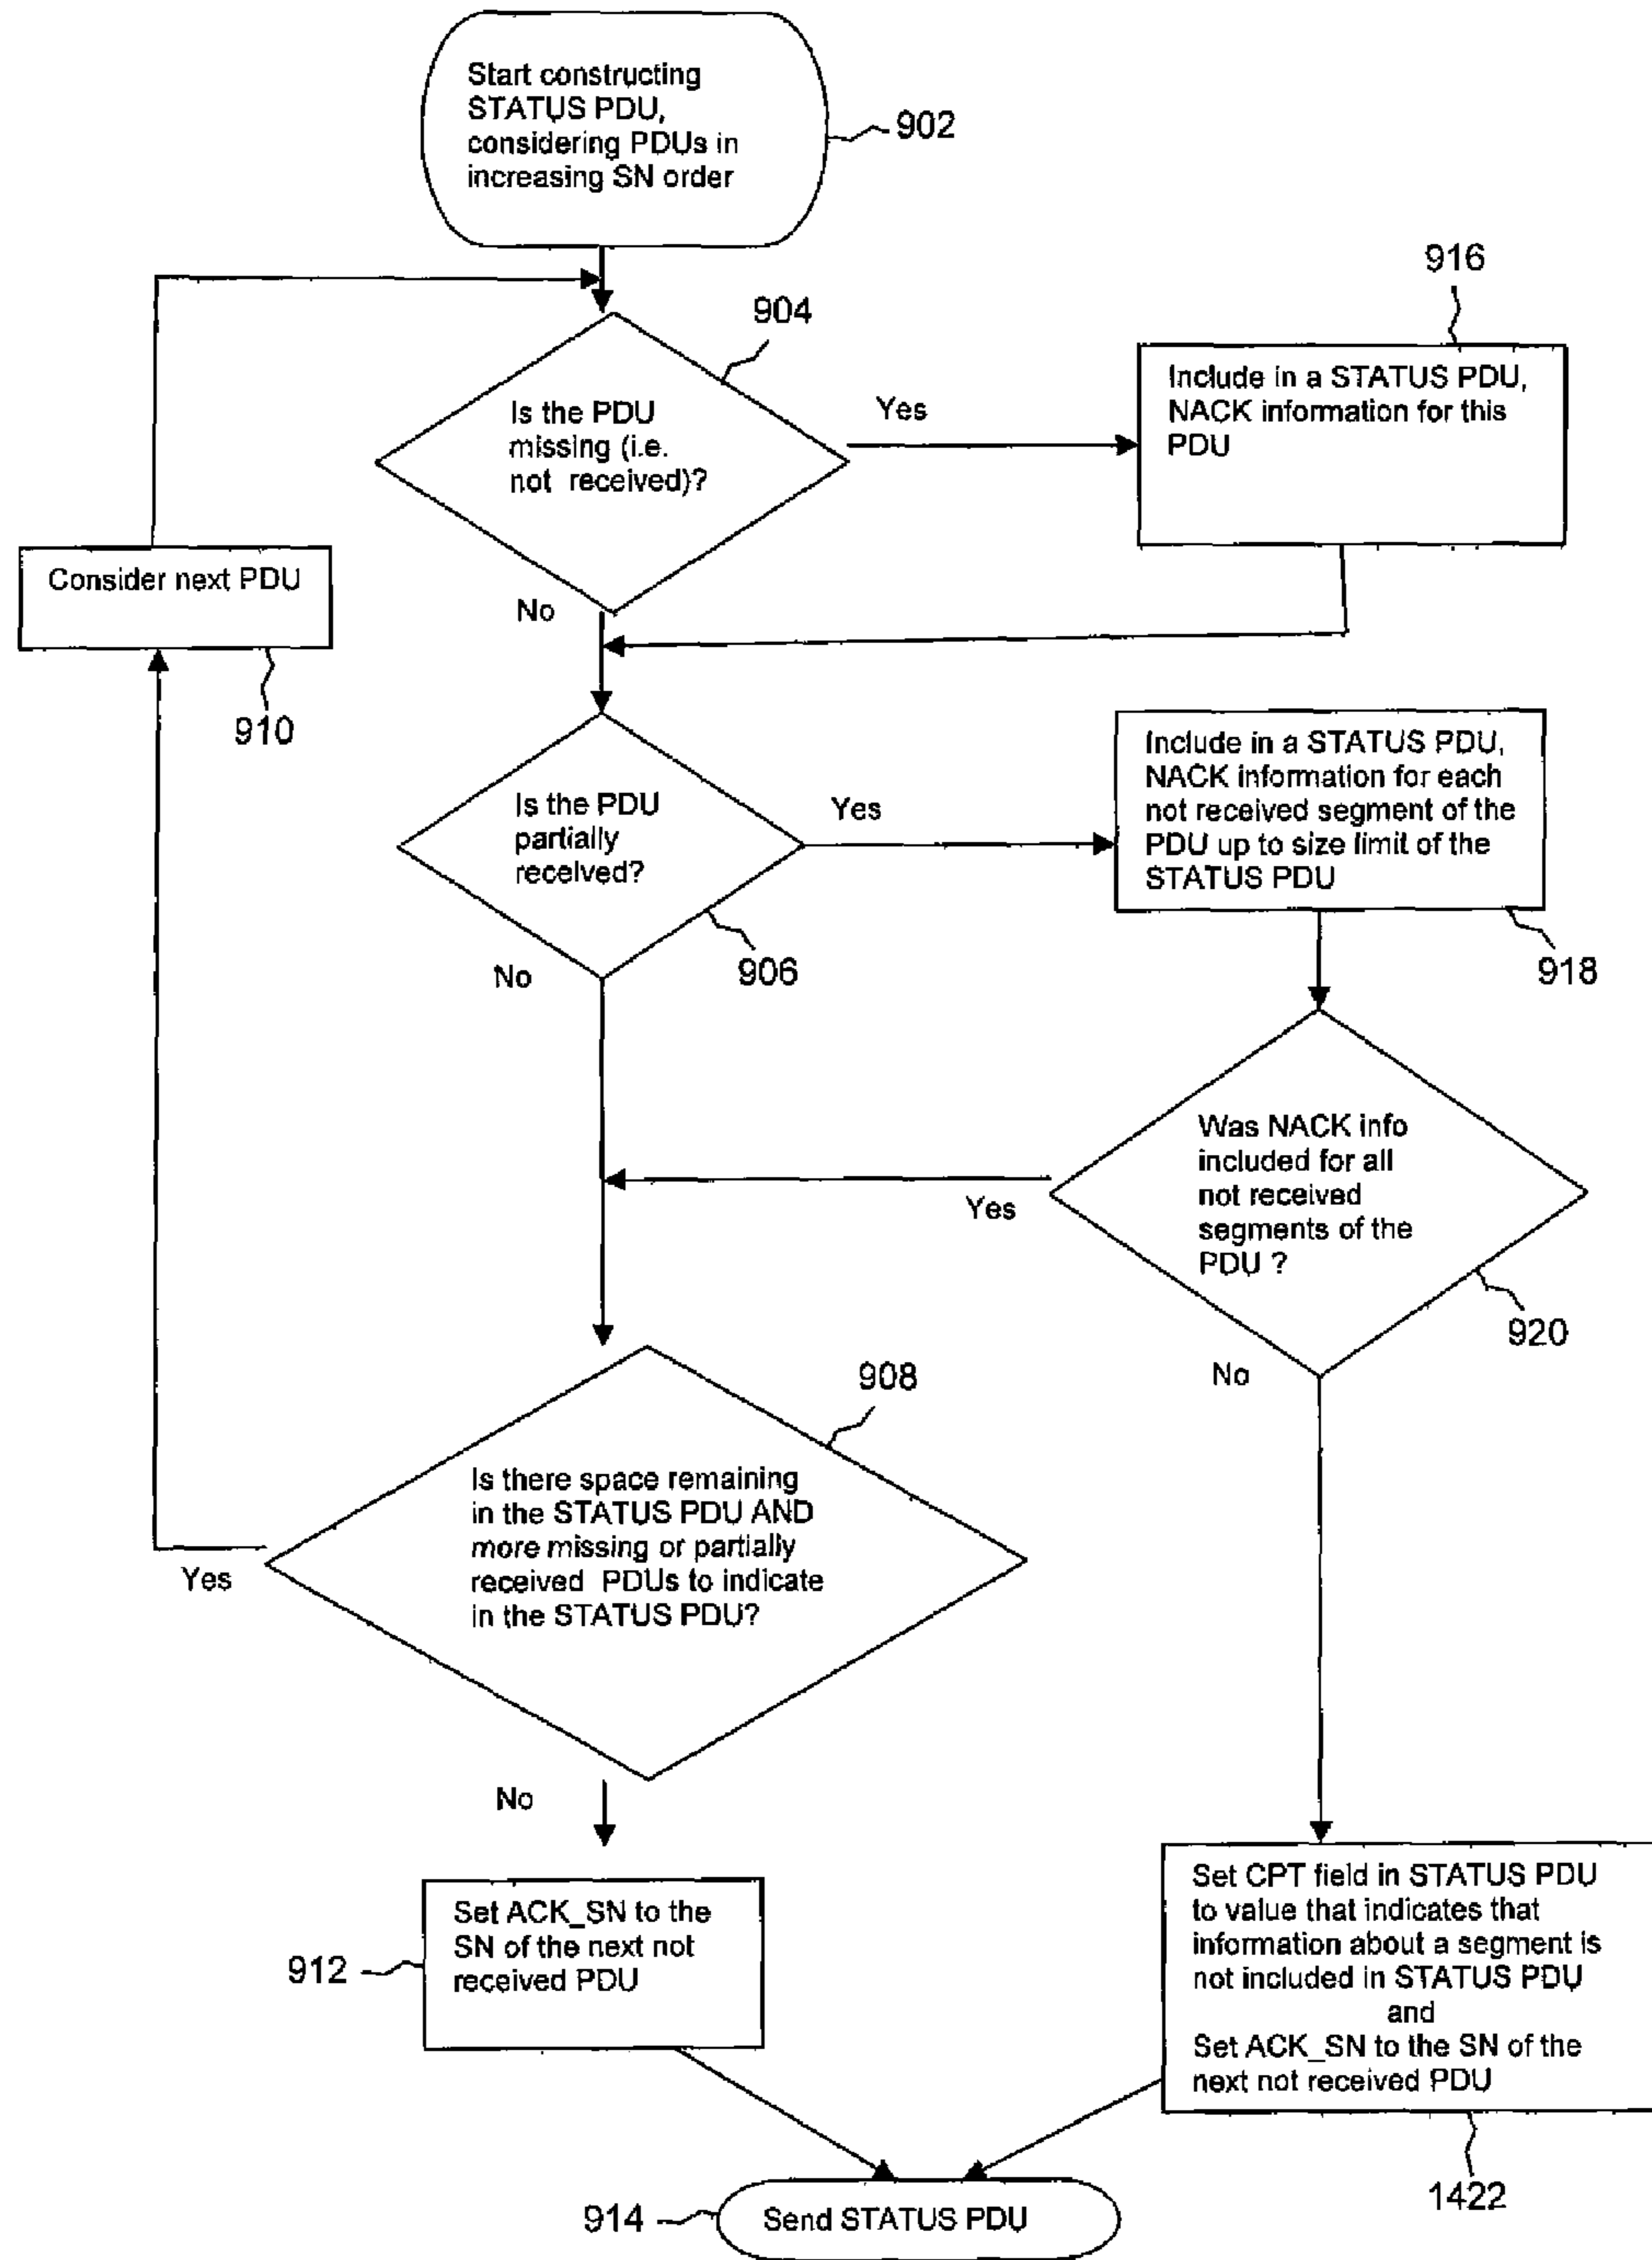 Start constructing
STATUS PDU,
considering PDUs in
increasing SN order
902
916
904
Is the PDU
missing (i.e.
not received)?
Yes
No
Include in a STATUS PDU,
NACK information for this
PDU
Consider next PDU
910
Is the PDU
partially
received?
Yes
906
No
Include in a STATUS PDU,
NACK information for each
not received segment of the
PDU up to size limit of the
STATUS PDU
918
Was NACK info
included for all
not received
segments of the
PDU ?
Yes
920
No
908
Is there space remaining
in the STATUS PDU AND
more missing or partially
received PDUs to indicate
in the STATUS PDU?
Yes
No
Set ACK_SN to the
SN of the next not
received PDU
912
Set CPT field in STATUS PDU
to value that indicates that
information about a segment is
not included in STATUS PDU
and
Set ACK_SN to the SN of the
next not received PDU
1422
914
Send STATUS PDU